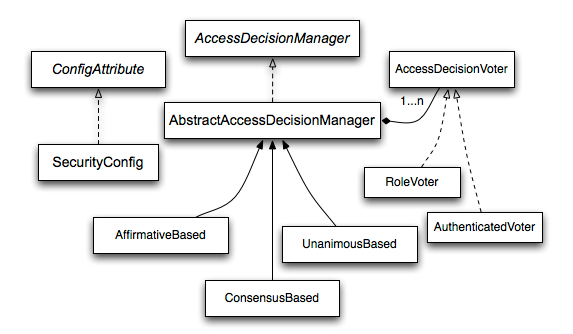 AccessDecisionManager
ConfigAttribute
AccessDecisionVoter
1...n
AbstractAccessDecisionManager
SecurityConfig
RoleVoter
AffirmativeBased
UnanimousBased
AuthenticatedVoter
ConsensusBased